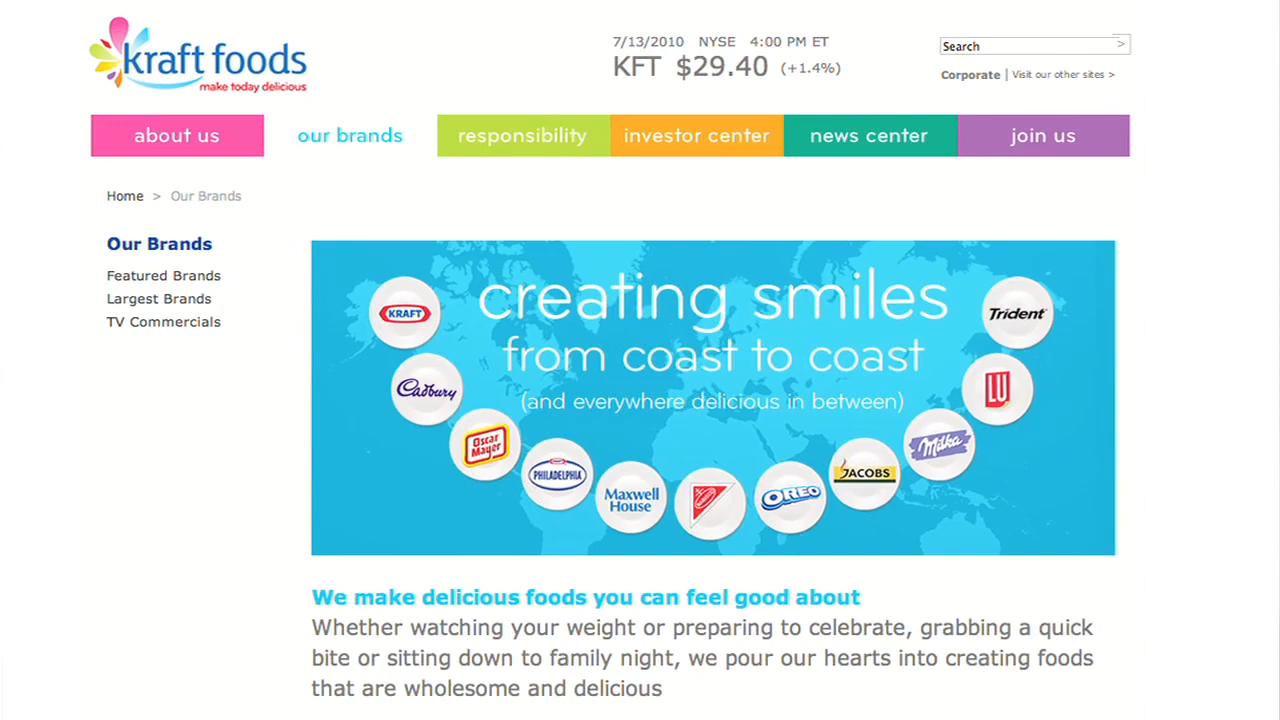 kraft foods
make today delicious
7/13/2010 NYSE 4:00 PM ET
KFT $29.40 (+1.4%)
Search >
Corporate | Visit our other sites >
about us our brands responsibility investor center news center join us
Home > Our Brands
Our Brands
Featured Brands
Largest Brands
TV Commercials
creating smiles
from coast to coast
(and everywhere delicious in between)
KRAFT
Cadbury
Oscar
Mayer
PHILADELPHIA
Maxwell
House
OREO
JACOBS
Milka
LU
Trident
We make delicious foods you can feel good about
Whether watching your weight or preparing to celebrate, grabbing a quick
bite or sitting down to family night, we pour our hearts into creating foods
that are wholesome and delicious